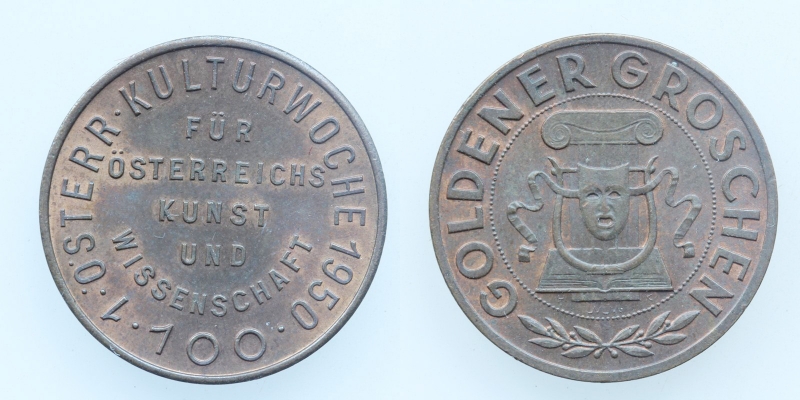 1. ÖSTERR. KULTURWOCHE 1950
FÜR
ÖSTERREICHS
KUNST
UND
WISSENSCHAFT
100
GOLDENER GROSCHEN